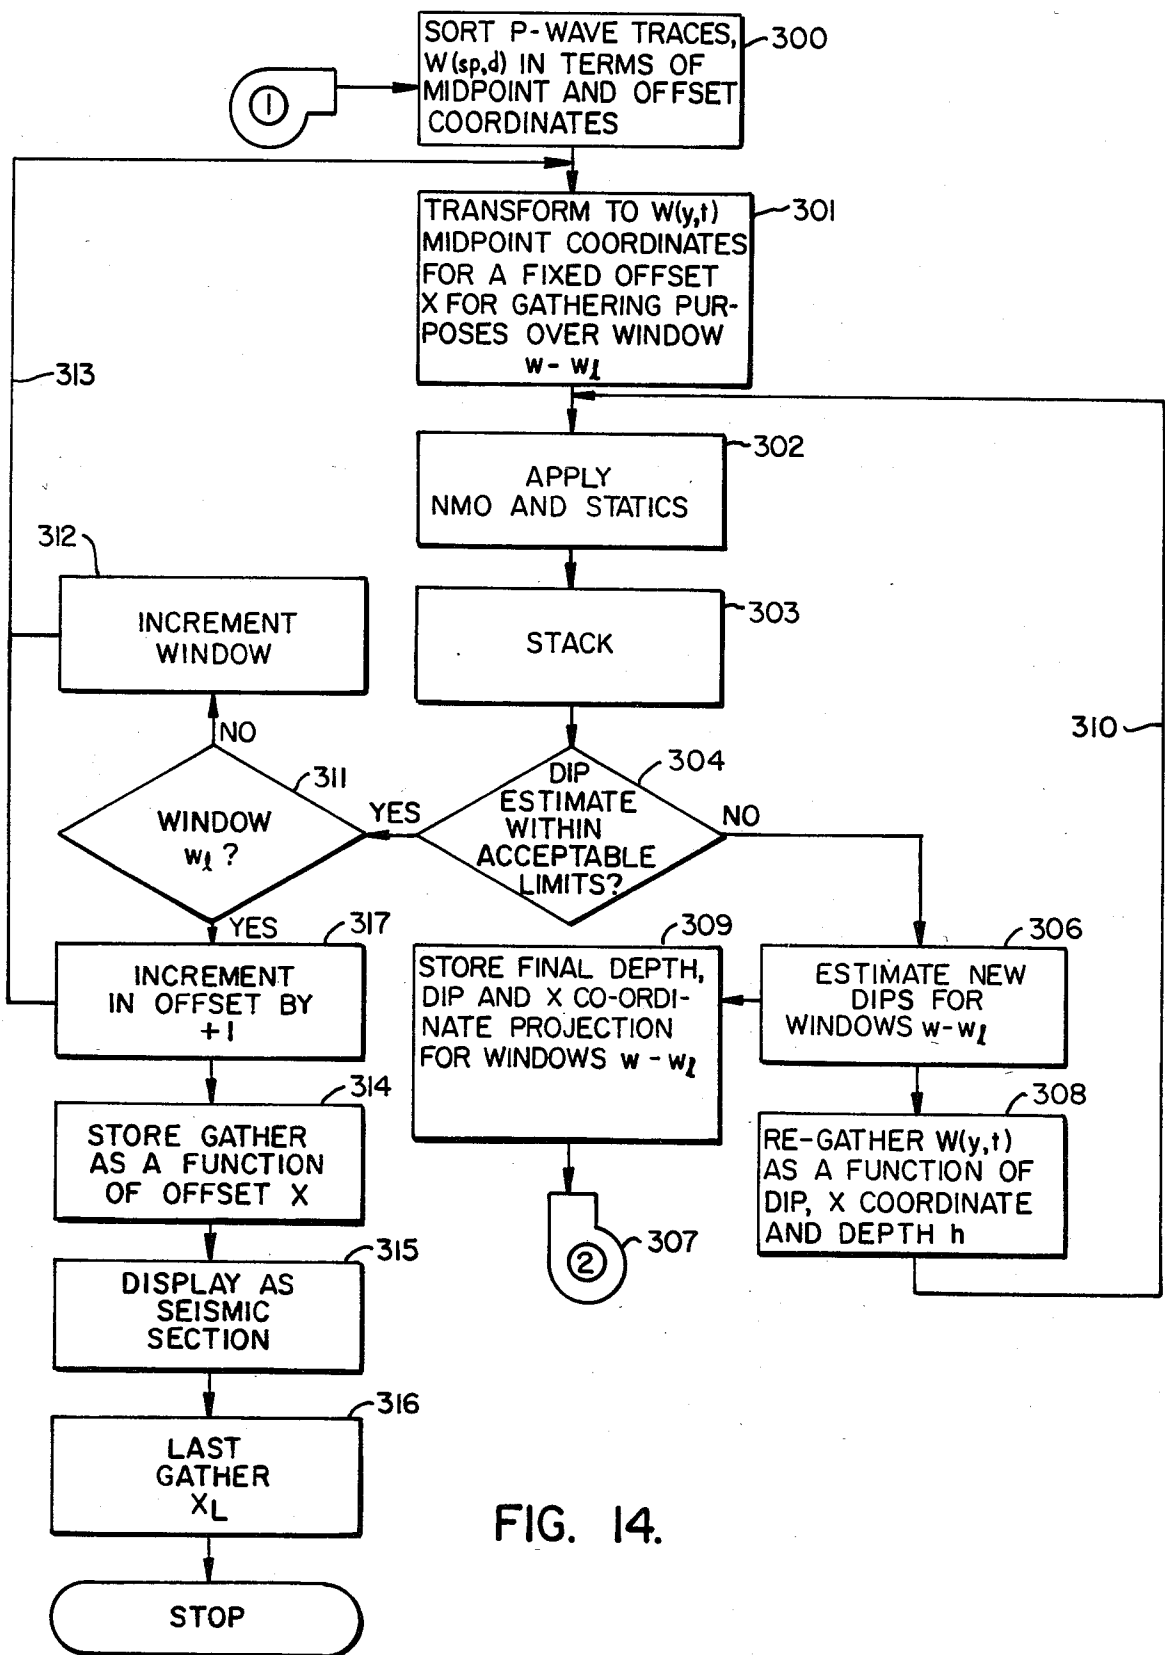 SORT P-WAVE TRACES,
W(sp,d) IN TERMS OF
MIDPOINT AND OFFSET
COORDINATES
300
1
TRANSFORM TO W(y,t)
MIDPOINT COORDINATES
FOR A FIXED OFFSET
X FOR GATHERING PUR-
POSES OVER WINDOW
w - wl
301
313
APPLY
NMO AND STATICS
302
312
INCREMENT
WINDOW
STACK
303
310
NO
311
WINDOW
wl ?
YES
DIP
ESTIMATE
WITHIN
ACCEPTABLE
LIMITS?
304
NO
YES
317
INCREMENT
IN OFFSET BY
+1
309
STORE FINAL DEPTH,
DIP AND X CO-ORDI-
NATE PROJECTION
FOR WINDOWS w - wl
306
ESTIMATE NEW
DIPS FOR
WINDOWS w-wl
314
STORE GATHER
AS A FUNCTION
OF OFFSET X
308
RE-GATHER W(y,t)
AS A FUNCTION OF
DIP, X COORDINATE
AND DEPTH h
2
307
315
DISPLAY AS
SEISMIC
SECTION
316
LAST
GATHER
XL
STOP
FIG. 14.